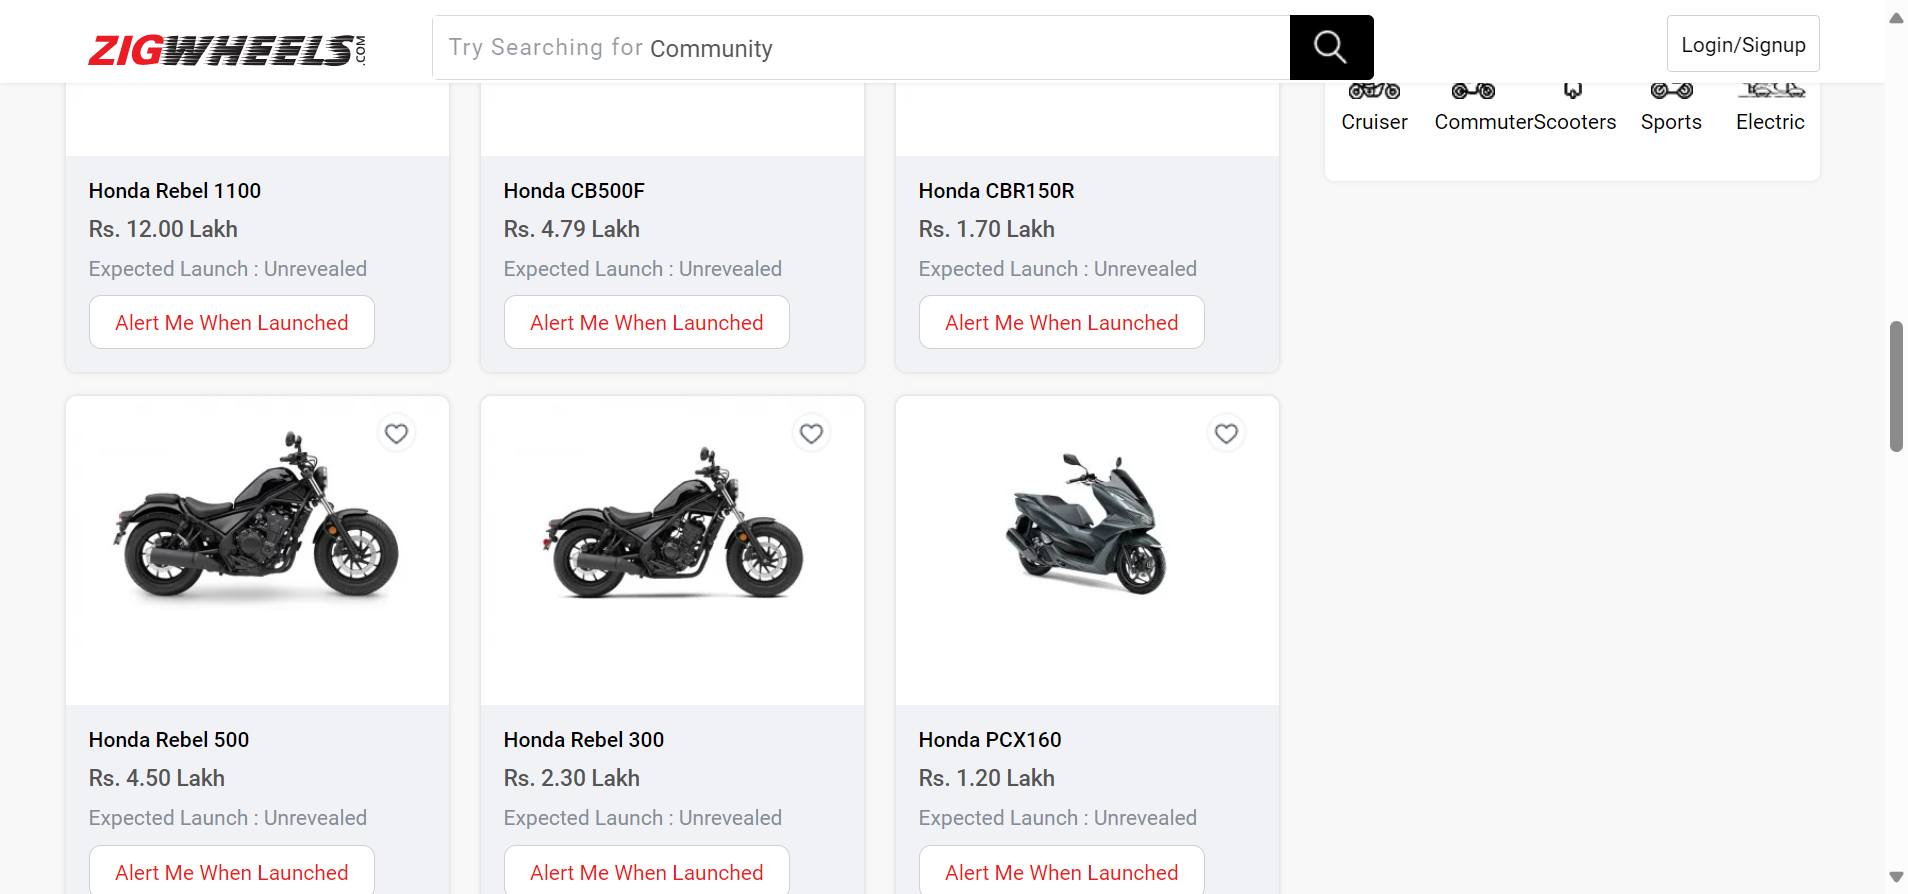 ZIGWHEELS.COM
Try Searching for Community
Login/Signup
Cruiser
Commuter
Scooters
Sports
Electric
Honda Rebel 1100
Rs. 12.00 Lakh
Expected Launch : Unrevealed
Alert Me When Launched
Honda CB500F
Rs. 4.79 Lakh
Expected Launch : Unrevealed
Alert Me When Launched
Honda CBR150R
Rs. 1.70 Lakh
Expected Launch : Unrevealed
Alert Me When Launched
Honda Rebel 500
Rs. 4.50 Lakh
Expected Launch : Unrevealed
Alert Me When Launched
Honda Rebel 300
Rs. 2.30 Lakh
Expected Launch : Unrevealed
Alert Me When Launched
Honda PCX160
Rs. 1.20 Lakh
Expected Launch : Unrevealed
Alert Me When Launched